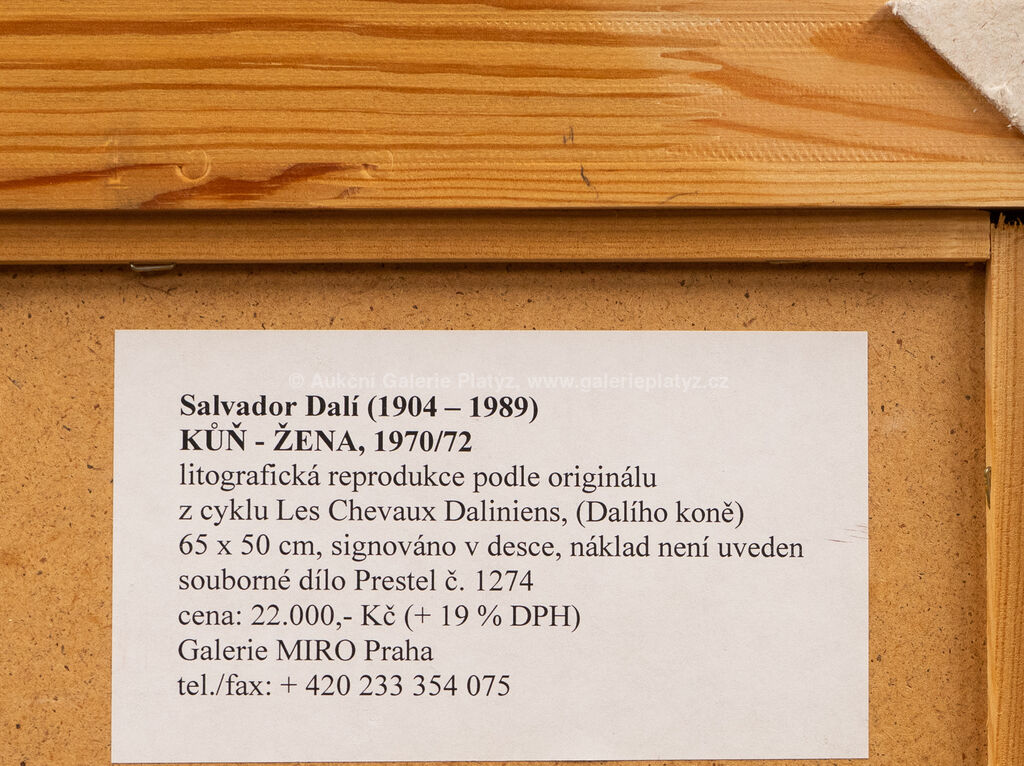 © Aukční Galerie Platýz, www.galerieplatyz.cz
Salvador Dalí (1904 – 1989)
KŮŇ - ŽENA, 1970/72
litografická reprodukce podle originálu
z cyklu Les Chevaux Daliniens, (Dalího koně)
65 x 50 cm, signováno v desce, náklad není uveden
souborné dílo Prestel č. 1274
cena: 22.000,- Kč (+ 19 % DPH)
Galerie MIRO Praha
tel./fax: + 420 233 354 075